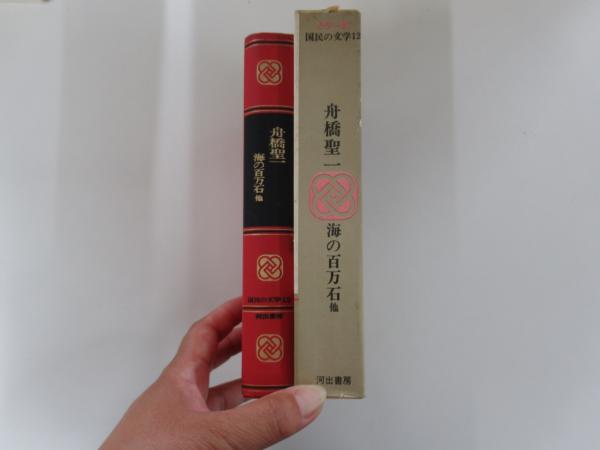 舟橋聖一
海の百万石 他
国民の文学12
河出書房
国民の文学12
舟橋聖一
海の百万石 他
河出書房